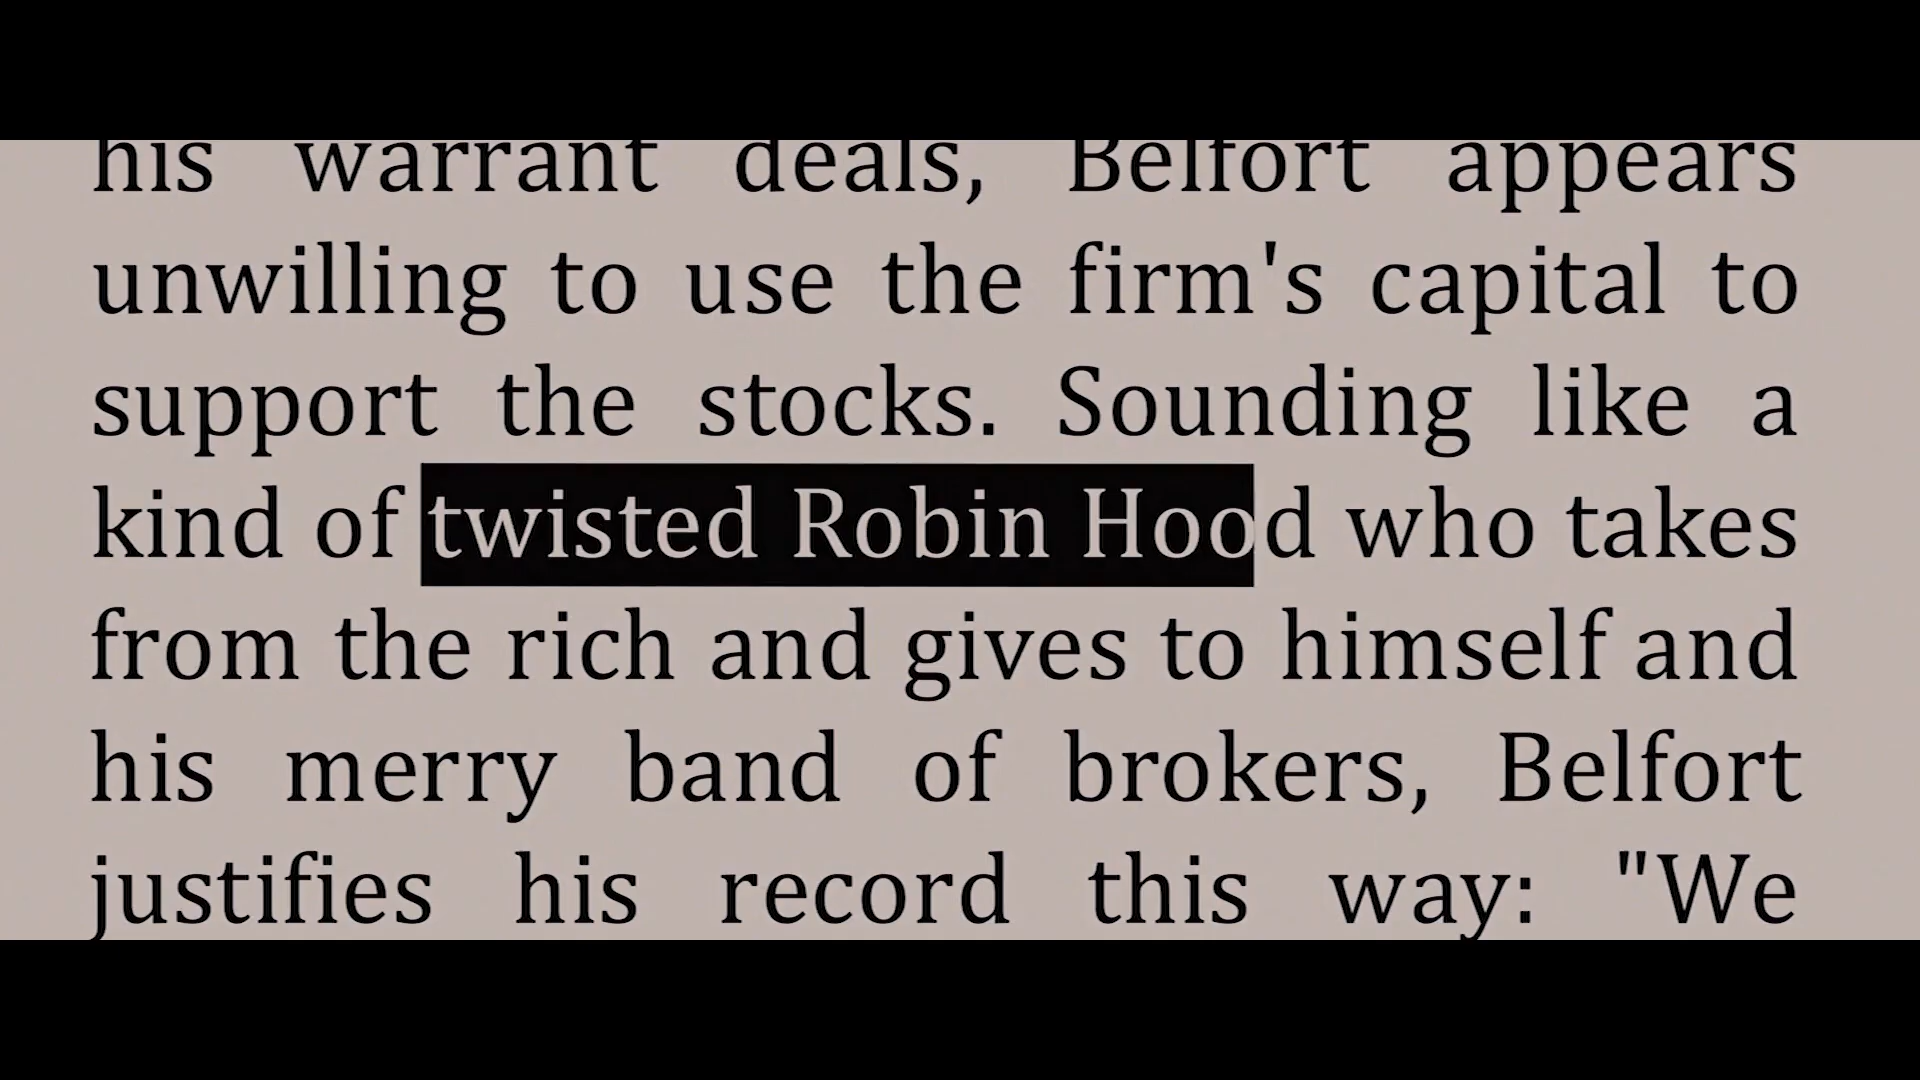 his warrant deals, Belfort appears
unwilling to use the firm's capital to
support the stocks. Sounding like a
kind of twisted Robin Hood who takes
from the rich and gives to himself and
his merry band of brokers, Belfort
justifies his record this way: "We